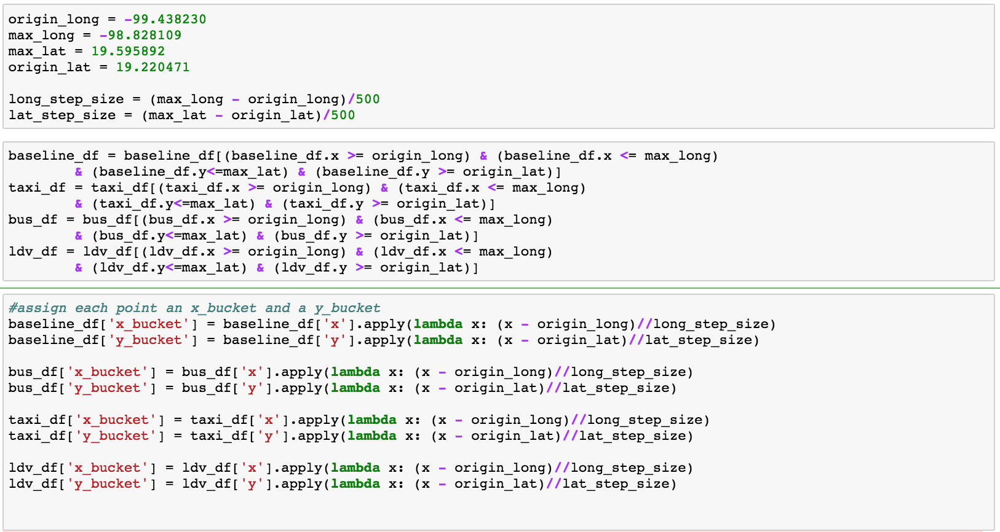 origin_long = -99.438230
max_long = -98.828109
max_lat = 19.595892
origin_lat = 19.220471
long_step_size = (max_long - origin_long)/500
lat_step_size = (max_lat - origin_lat)/500
baseline_df = baseline_df[(baseline_df.x >= origin_long) & (baseline_df.x <= max_long)
& (baseline_df.y<=max_lat) & (baseline_df.y >= origin_lat)]
taxi_df = taxi_df[(taxi_df.x >= origin_long) & (taxi_df.x <= max_long)
& (taxi_df.y<=max_lat) & (taxi_df.y >= origin_lat)]
bus_df = bus_df[(bus_df.x >= origin_long) & (bus_df.x <= max_long)
& (bus_df.y<=max_lat) & (bus_df.y >= origin_lat)]
ldv_df = ldv_df[(ldv_df.x >= origin_long) & (ldv_df.x <= max_long)
& (ldv_df.y<=max_lat) & (ldv_df.y >= origin_lat)]
#assign each point an x_bucket and a y_bucket
baseline_df['x_bucket'] = baseline_df['x'].apply(lambda x: (x - origin_long)//long_step_size)
baseline_df['y_bucket'] = baseline_df['y'].apply(lambda x: (x - origin_lat)//lat_step_size)
bus_df['x_bucket'] = bus_df['x'].apply(lambda x: (x - origin_long)//long_step_size)
bus_df['y_bucket'] = bus_df['y'].apply(lambda x: (x - origin_lat)//lat_step_size)
taxi_df['x_bucket'] = taxi_df['x'].apply(lambda x: (x - origin_long)//long_step_size)
taxi_df['y_bucket'] = taxi_df['y'].apply(lambda x: (x - origin_lat)//lat_step_size)
ldv_df['x_bucket'] = ldv_df['x'].apply(lambda x: (x - origin_long)//long_step_size)
ldv_df['y_bucket'] = ldv_df['y'].apply(lambda x: (x - origin_lat)//lat_step_size)